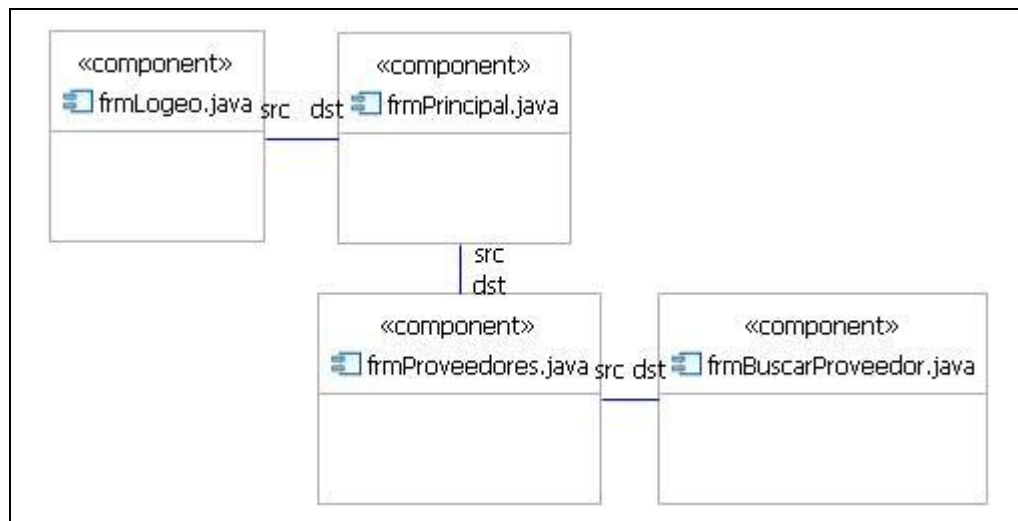 «component»
frmLogeo.java
src dst
«component»
frmPrincipal.java
src
dst
«component»
frmProveedores.java
src dst
«component»
frmBuscarProveedor.java